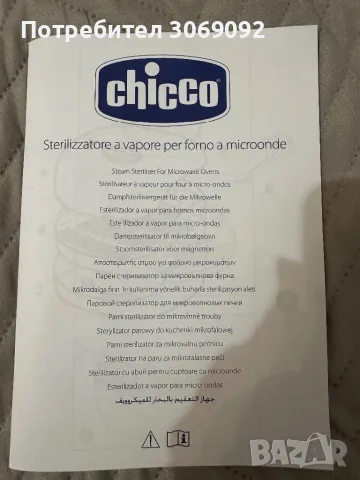 Потребител 3069092
chicco
Sterilizzatore a vapore per forno a microonde
Steam Steriliser For Microwave Ovens
Stérilisateur à vapeur pour four à micro-ondes
Dampfsterilisiergerät für die Mikrowelle
Esterilizador a vapor para hornos microondas
Esterilizador a vapor para micro-ondas
Dampsterilisator til mikrobølgeovn
Stoomsterilisator voor magnetron
Αποστειρωτής ατμού για φούρνο μικροκυμάτων
Парен стерилизатор за микровълнова фурна
Mikrodalga fırın ile kullanıma yönelik buharla sterilizasyon aleti
Паровой стерилизатор для микроволновых печей
Parní sterilizátor do mikrovlnné trouby
Sterylizator parowy do kuchenki mikrofalowej
Parni sterilizator za mikrovalnu pećnicu
Sterilizator na paru za mikrotalasne peći
Sterilizator cu aburi pentru cuptoare cu microunde
Esterilizador a vapor para micro-ondas
جهاز التعقيم بالبخار للميكروويف
BAZAR
bg